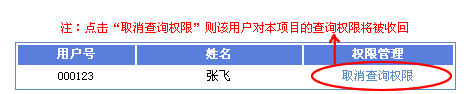 注：点击“取消查询权限”则该用户对本项目的查询权限将被收回
用户号 姓名 权限管理
000123 张飞 取消查询权限